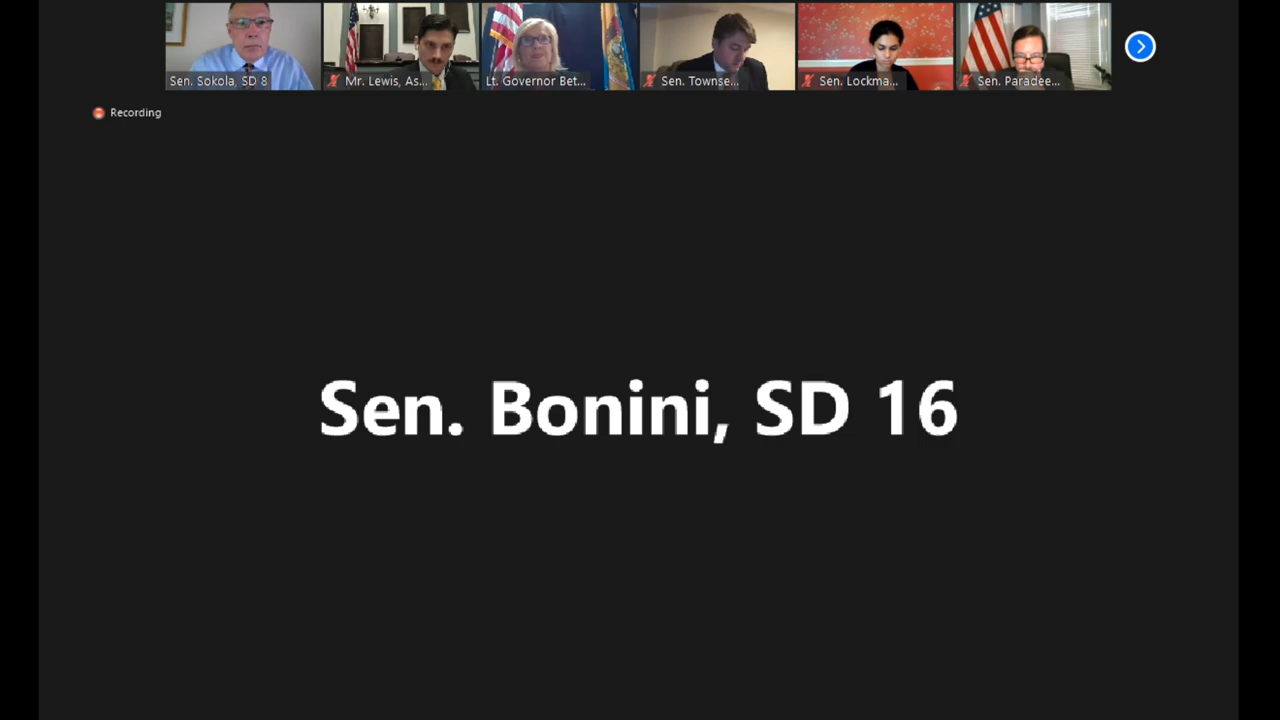 Sen. Sokola, SD 8
Mr. Lewis, As...
Lt. Governor Bet...
Sen. Townse...
Sen. Lockma...
Sen. Paradee...
Recording
Sen. Bonini, SD 16